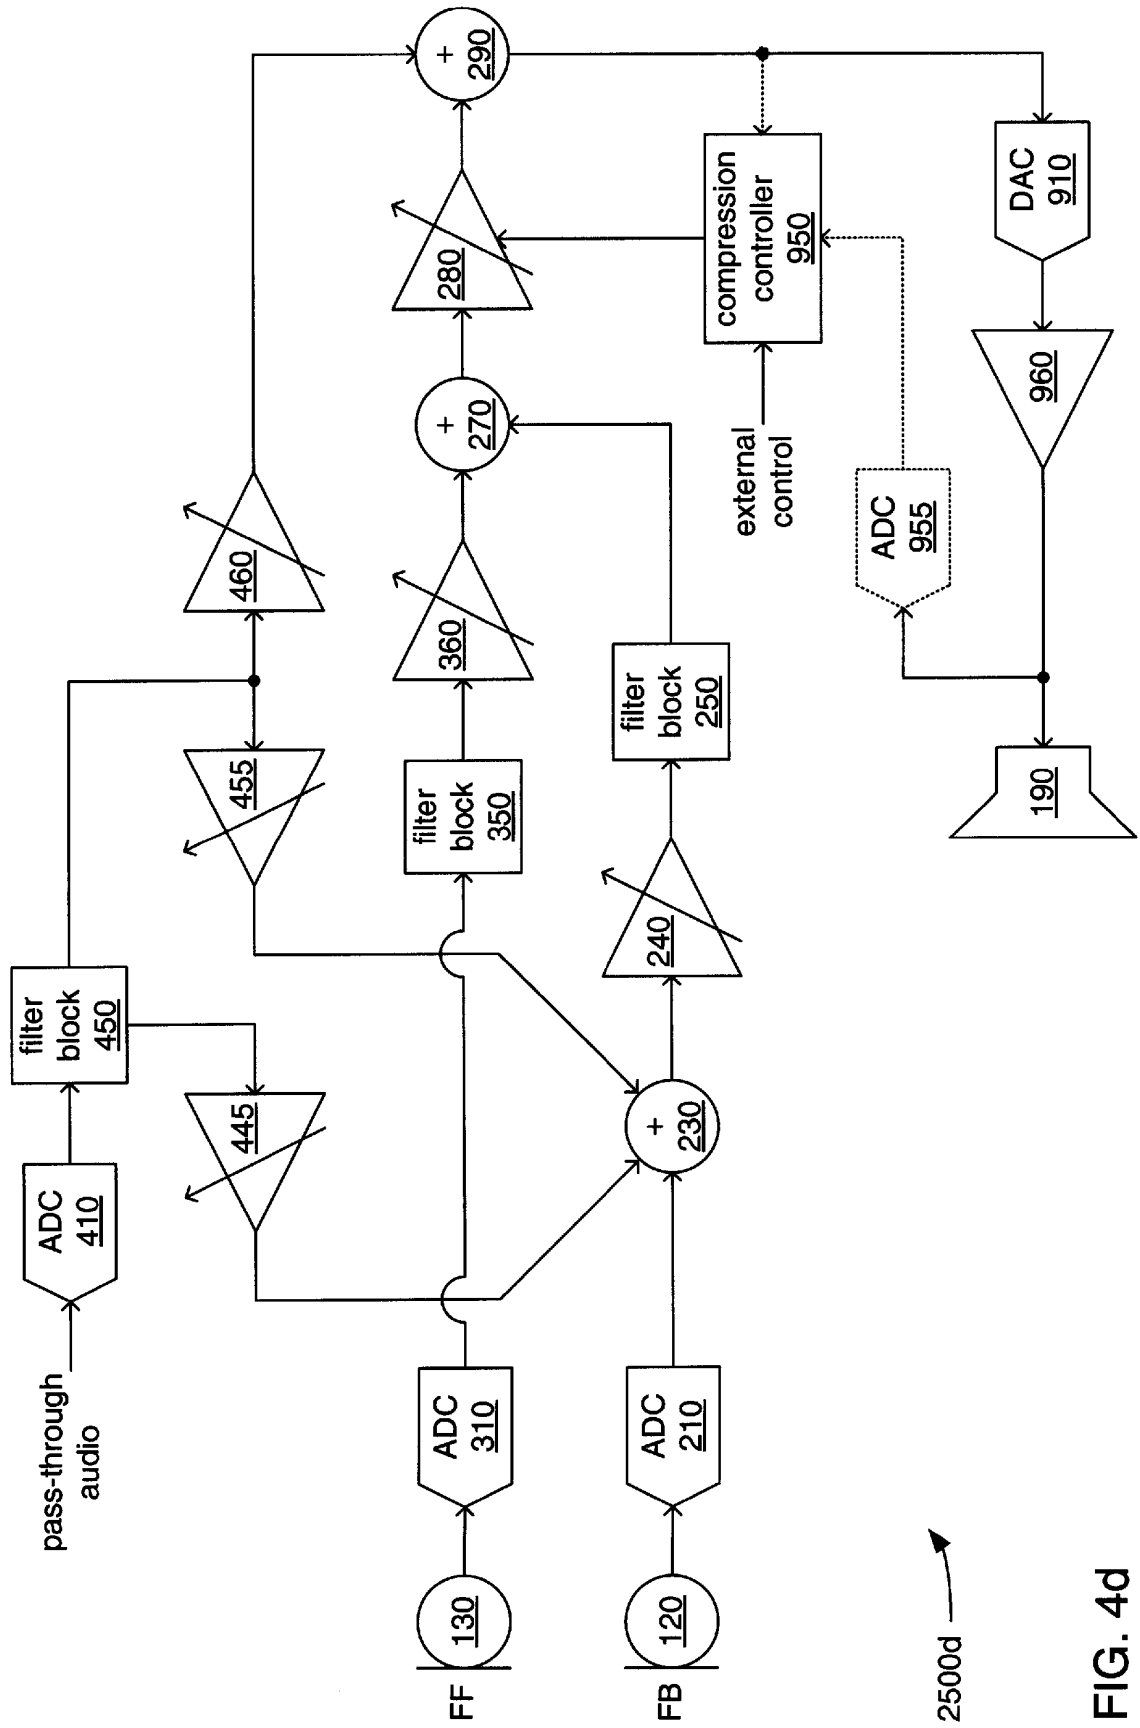 pass-through
audio
ADC
410
filter
block
450
445
455
460
FF
130
ADC
310
filter
block
350
360
+
270
280
+
290
FB
120
ADC
210
+
230
240
filter
block
250
external
control
compression
controller
950
ADC
955
DAC
910
960
190
2500d
FIG. 4d